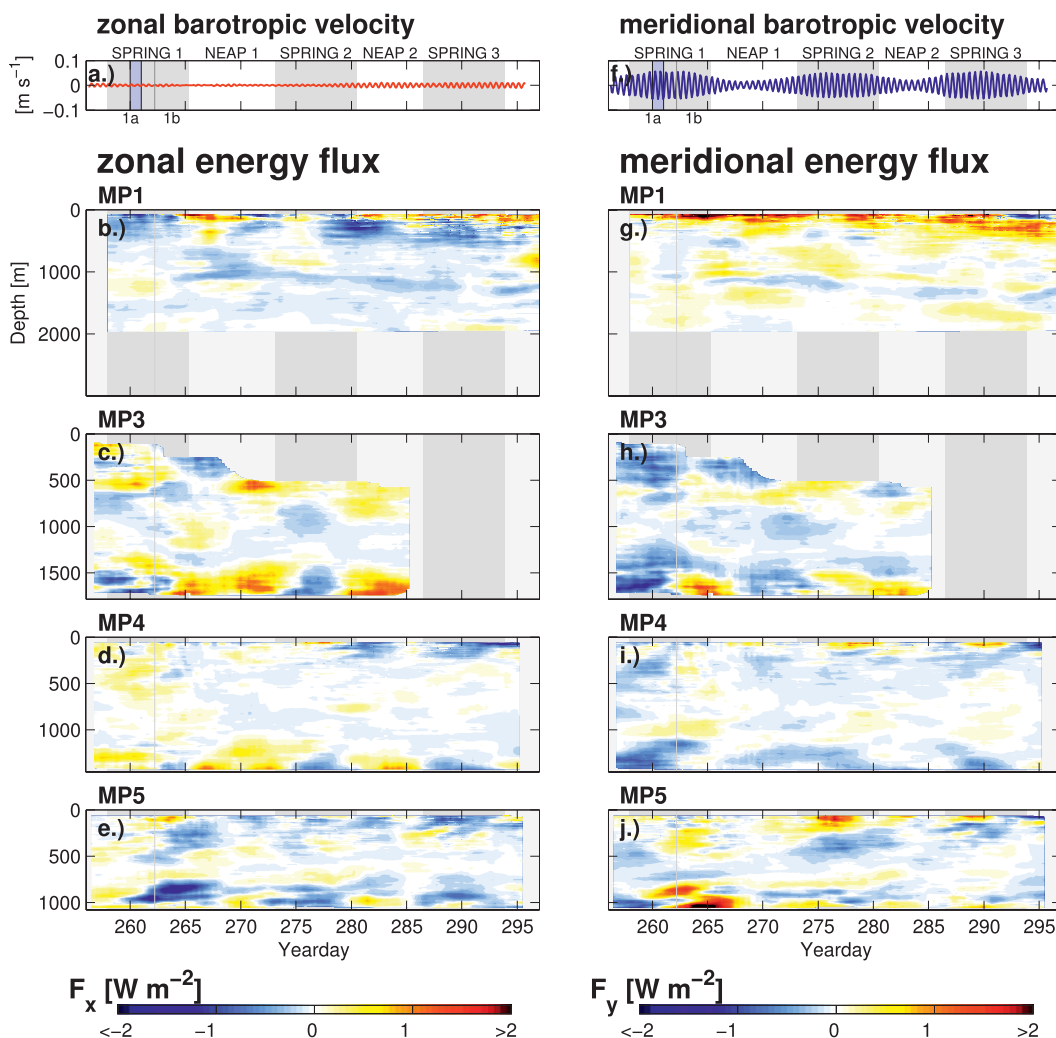 zonal barotropic velocity
SPRING 1 NEAP 1 SPRING 2 NEAP 2 SPRING 3
a.)
[m s⁻¹]
0.1
0
−0.1
1a 1b
meridional barotropic velocity
SPRING 1 NEAP 1 SPRING 2 NEAP 2 SPRING 3
f.)
1a 1b
zonal energy flux
MP1
b.)
Depth [m]
0
1000
2000
MP3
c.)
0
500
1000
1500
MP4
d.)
0
500
1000
MP5
e.)
0
500
1000
260 265 270 275 280 285 290 295
Yearday
meridional energy flux
MP1
g.)
MP3
h.)
MP4
i.)
MP5
j.)
260 265 270 275 280 285 290 295
Yearday
F_x [W m⁻²]
<−2 −1 0 1 >2
F_y [W m⁻²]
<−2 −1 0 1 >2